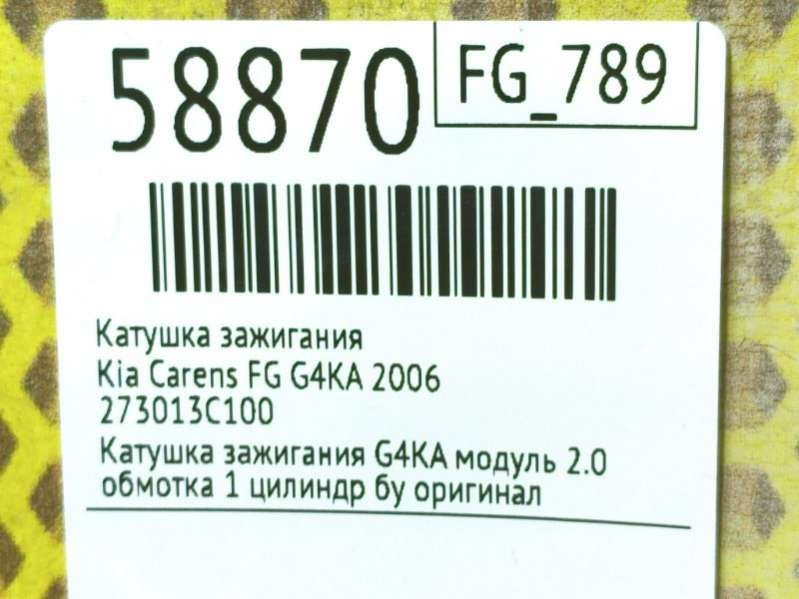 58870
FG_789
Катушка зажигания
Kia Carens FG G4KA 2006
273013C100
Катушка зажигания G4KA модуль 2.0
обмотка 1 цилиндр бу оригинал